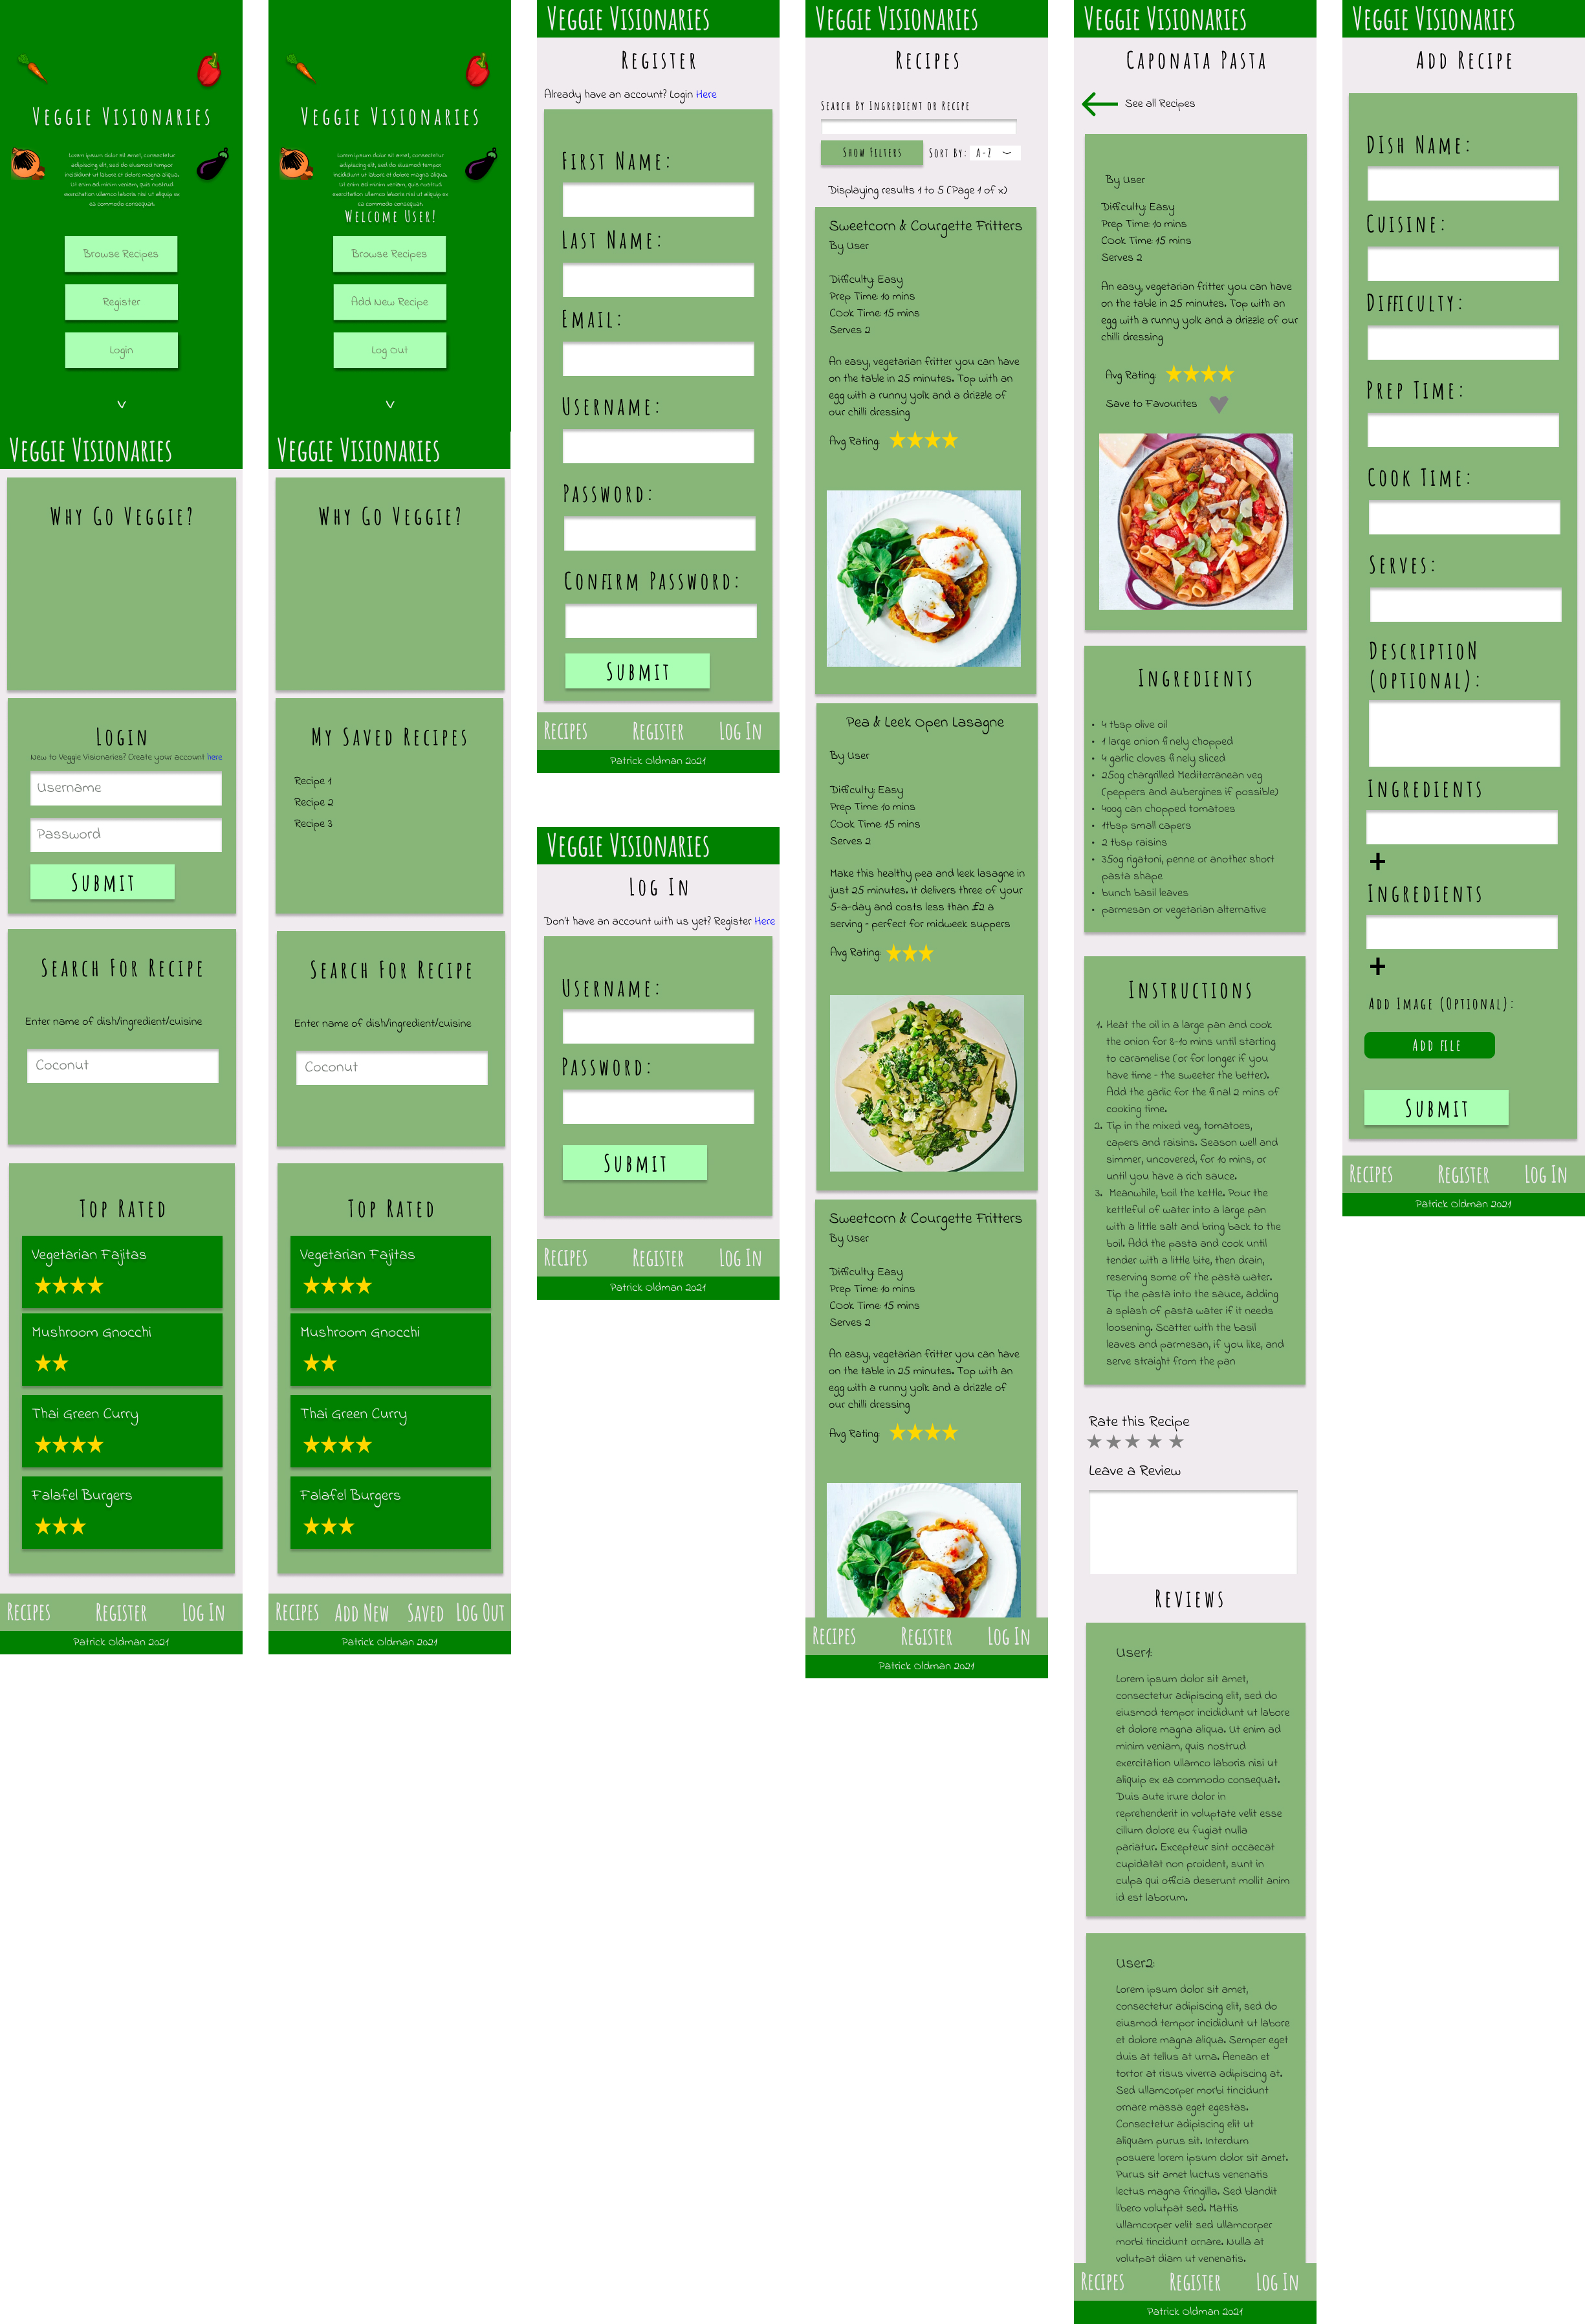 Veggie Visionaries
Lorem ipsum dolor sit amet, consectetur
adipiscing elit, sed do eiusmod tempor
incididunt ut labore et dolore magna aliqua.
Ut enim ad minim veniam, quis nostrud
exercitation ullamco laboris nisi ut aliquip ex
ea commodo consequat.
Browse Recipes
Register
Login
Veggie Visionaries
Why Go Veggie?
Login
New to Veggie Visionaries? Create your account here
Username
Password
Submit
Search For Recipe
Enter name of dish/ingredient/cuisine
Coconut
Top Rated
Vegetarian Fajitas
Mushroom Gnocchi
Thai Green Curry
Falafel Burgers
Recipes Register Log In
Patrick Oldman 2021
Veggie Visionaries
Lorem ipsum dolor sit amet, consectetur
adipiscing elit, sed do eiusmod tempor
incididunt ut labore et dolore magna aliqua.
Ut enim ad minim veniam, quis nostrud
exercitation ullamco laboris nisi ut aliquip ex
ea commodo consequat.
Welcome User!
Browse Recipes
Add New Recipe
Log Out
Veggie Visionaries
Why Go Veggie?
My Saved Recipes
Recipe 1
Recipe 2
Recipe 3
Search For Recipe
Enter name of dish/ingredient/cuisine
Coconut
Top Rated
Vegetarian Fajitas
Mushroom Gnocchi
Thai Green Curry
Falafel Burgers
Recipes Add New Saved Log Out
Patrick Oldman 2021
Veggie Visionaries
Register
Already have an account? Login Here
First Name:
Last Name:
Email:
Username:
Password:
Confirm Password:
Submit
Recipes Register Log In
Patrick Oldman 2021
Veggie Visionaries
Log In
Don't have an account with us yet? Register Here
Username:
Password:
Submit
Recipes Register Log In
Patrick Oldman 2021
Veggie Visionaries
Recipes
Search By Ingredient or Recipe
Show Filters Sort By: A-Z
Displaying results 1 to 5 (Page 1 of x)
Sweetcorn & Courgette Fritters
By User
Difficulty: Easy
Prep Time: 10 mins
Cook Time: 15 mins
Serves 2
An easy, vegetarian fritter you can have
on the table in 25 minutes. Top with an
egg with a runny yolk and a drizzle of
our chilli dressing
Avg Rating:
Pea & Leek Open Lasagne
By User
Difficulty: Easy
Prep Time: 10 mins
Cook Time: 15 mins
Serves 2
Make this healthy pea and leek lasagne in
just 25 minutes. It delivers three of your
5-a-day and costs less than £2 a
serving - perfect for midweek suppers
Avg Rating:
Sweetcorn & Courgette Fritters
By User
Difficulty: Easy
Prep Time: 10 mins
Cook Time: 15 mins
Serves 2
An easy, vegetarian fritter you can have
on the table in 25 minutes. Top with an
egg with a runny yolk and a drizzle of
our chilli dressing
Avg Rating:
Recipes Register Log In
Patrick Oldman 2021
Veggie Visionaries
Caponata Pasta
See all Recipes
By User
Difficulty: Easy
Prep Time: 10 mins
Cook Time: 15 mins
Serves 2
An easy, vegetarian fritter you can have
on the table in 25 minutes. Top with an
egg with a runny yolk and a drizzle of our
chilli dressing
Avg Rating:
Save to Favourites
Ingredients
• 4 tbsp olive oil
• 1 large onion finely chopped
• 4 garlic cloves finely sliced
• 250g chargrilled Mediterranean veg
(peppers and aubergines if possible)
• 400g can chopped tomatoes
• 1tbsp small capers
• 2 tbsp raisins
• 350g rigatoni, penne or another short
pasta shape
• bunch basil leaves
• parmesan or vegetarian alternative
Instructions
1. Heat the oil in a large pan and cook
the onion for 8-10 mins until starting
to caramelise (or for longer if you
have time - the sweeter the better).
Add the garlic for the final 2 mins of
cooking time.
2. Tip in the mixed veg, tomatoes,
capers and raisins. Season well and
simmer, uncovered, for 10 mins, or
until you have a rich sauce.
3. Meanwhile, boil the kettle. Pour the
kettleful of water into a large pan
with a little salt and bring back to the
boil. Add the pasta and cook until
tender with a little bite, then drain,
reserving some of the pasta water.
Tip the pasta into the sauce, adding
a splash of pasta water if it needs
loosening. Scatter with the basil
leaves and parmesan, if you like, and
serve straight from the pan
Rate this Recipe
Leave a Review
Reviews
User1:
Lorem ipsum dolor sit amet,
consectetur adipiscing elit, sed do
eiusmod tempor incididunt ut labore
et dolore magna aliqua. Ut enim ad
minim veniam, quis nostrud
exercitation ullamco laboris nisi ut
aliquip ex ea commodo consequat.
Duis aute irure dolor in
reprehenderit in voluptate velit esse
cillum dolore eu fugiat nulla
pariatur. Excepteur sint occaecat
cupidatat non proident, sunt in
culpa qui officia deserunt mollit anim
id est laborum.
User2:
Lorem ipsum dolor sit amet,
consectetur adipiscing elit, sed do
eiusmod tempor incididunt ut labore
et dolore magna aliqua. Semper eget
duis at tellus at urna. Aenean et
tortor at risus viverra adipiscing at.
Sed ullamcorper morbi tincidunt
ornare massa eget egestas.
Consectetur adipiscing elit ut
aliquam purus sit. Interdum
posuere lorem ipsum dolor sit amet.
Purus sit amet luctus venenatis
lectus magna fringilla. Sed blandit
libero volutpat sed. Mattis
ullamcorper velit sed ullamcorper
morbi tincidunt ornare. Nulla at
volutpat diam ut venenatis.
Recipes Register Log In
Patrick Oldman 2021
Veggie Visionaries
Add Recipe
DIsh Name:
Cuisine:
Difficulty:
Prep Time:
Cook Time:
Serves:
DescriptioN
(optional):
Ingredients
+
Ingredients
+
Add Image (Optional):
Add file
Submit
Recipes Register Log In
Patrick Oldman 2021